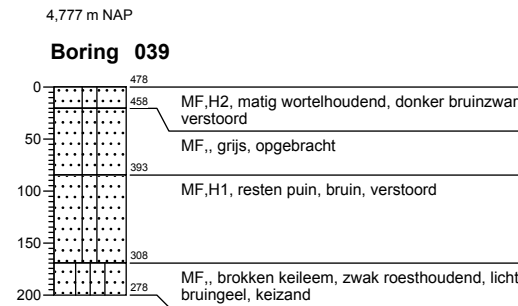 4,777 m NAP
Boring 039
0
478
MF,H2, matig wortelhoudend, donker bruinzwar
458
verstoord
50
MF,, grijs, opgebracht
393
100
MF,H1, resten puin, bruin, verstoord
150
308
MF,, brokken keileem, zwak roesthoudend, licht
bruingeel, keizand
200
278